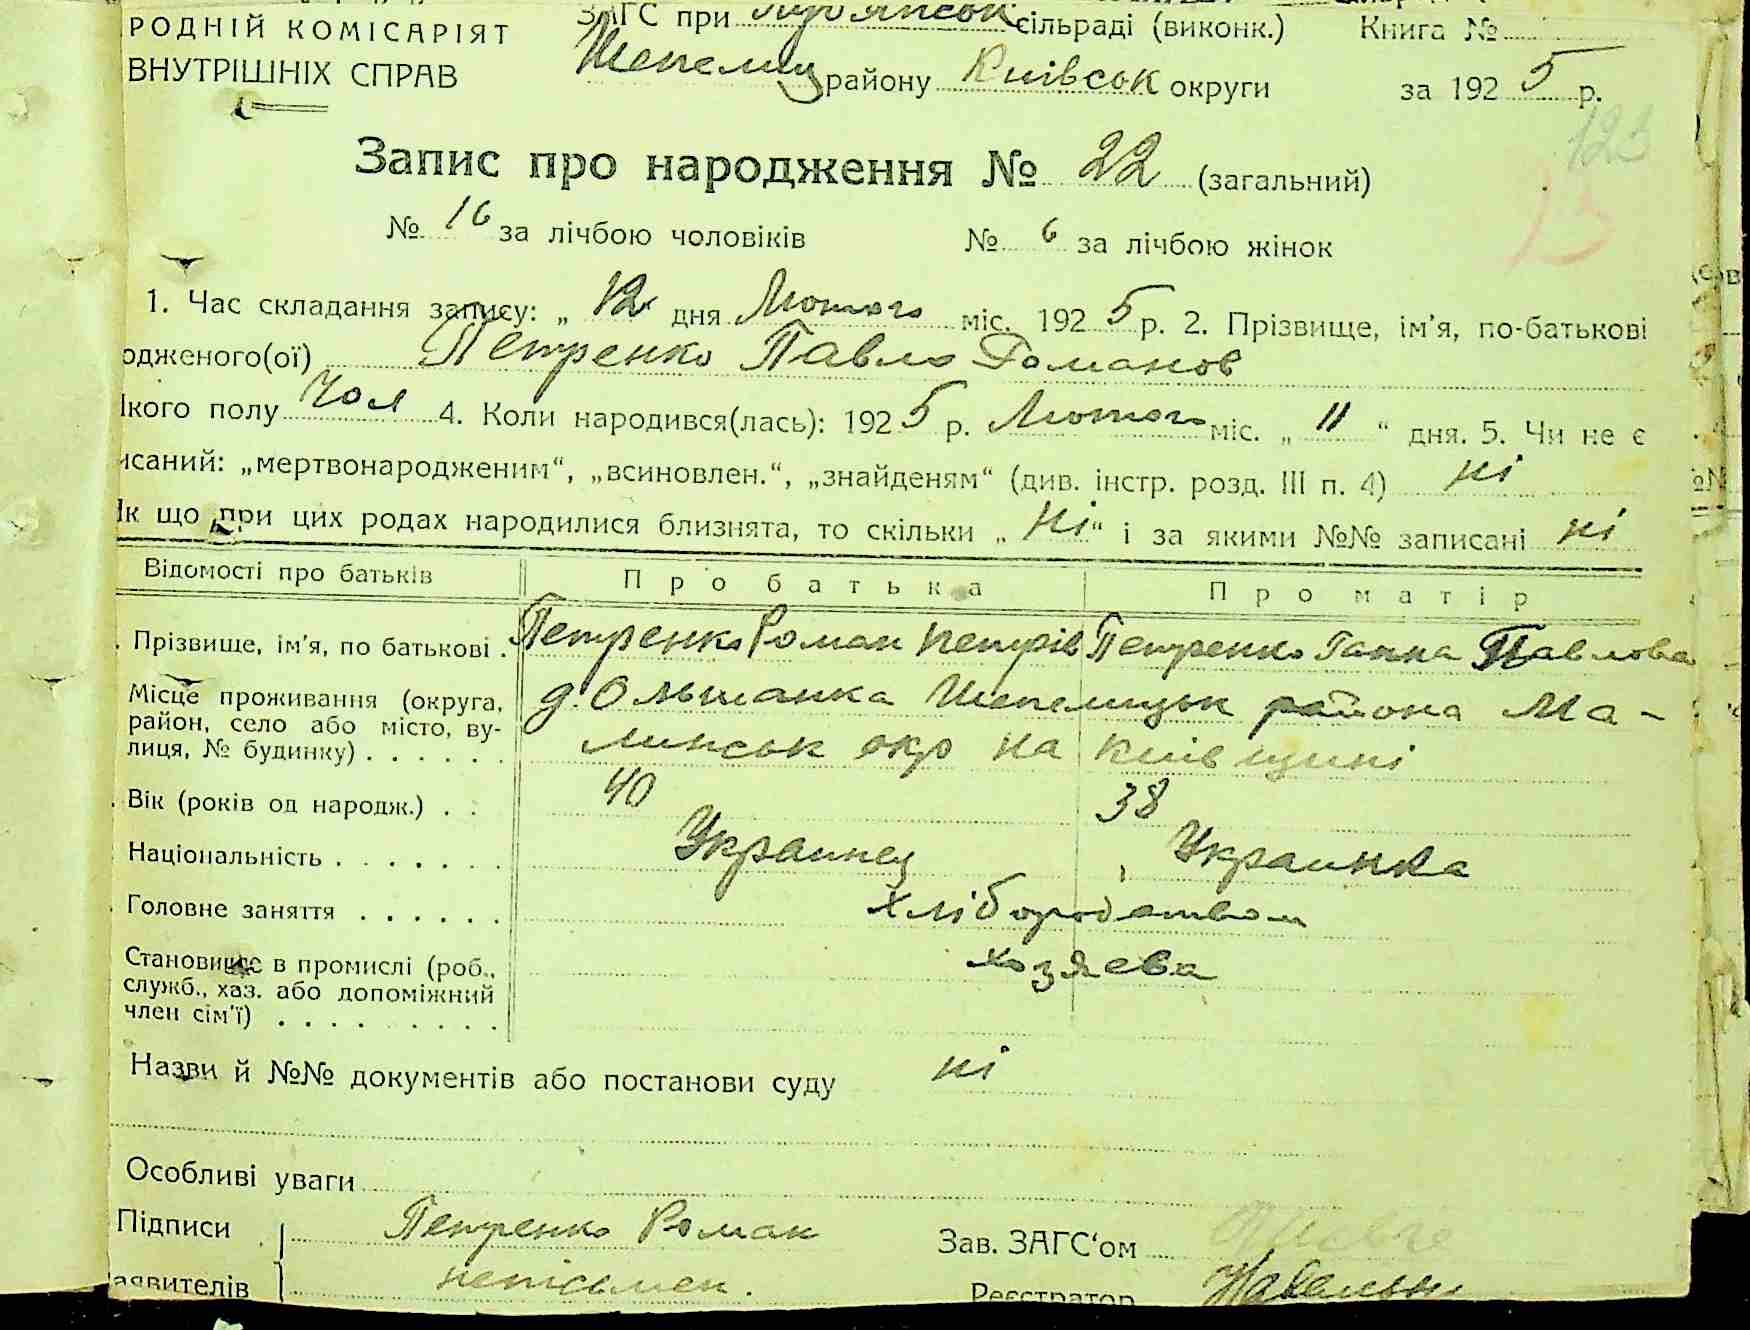 РОДНІЙ КОМІСАРІЯТ
ВНУТРІШНІХ СПРАВ
ЗАГС при сільраді (виконк.) Книга №
Шепелиц району Київськ округи за 1925 р.
123
Запис про народження № 22 (загальний)
№ 16 за лічбою чоловіків № 6 за лічбою жінок
1. Час складання запису: „ 12 дня Лютого міс. 1925 р. 2. Прізвище, ім'я, по-батькові
одженого(ої) Петренко Павло Романов
якого полу Чол 4. Коли народився(лась): 1925 р. Лютого міс. „ 11 “ дня. 5. Чи не є
исаний: „мертвонародженим“, „всиновлен.“, „знайденям“ (див. інстр. розд. III п. 4) ні
Як що при цих родах народилися близнята, то скільки „ Ні “ і за якими №№ записані ні
Відомості про батьків Про батька Про матір
Прізвище, ім'я, по батькові . Петренко Роман Петрів Петренко Ганна Павлова
Місце проживання (округа, район, село або місто, вулиця, № будинку) . . . . . . д. Ольшанка Шепелицьк района Ма-
линськ окр на Київщині
Вік (років од народж.) . . 40 38
Національність . . . . . . . Украинец Украинка
Головне заняття . . . . . . Хліборобством
Становище в промислі (роб., служб., хаз. або допоміжний член сім'ї) . . . . . . . . . хозяева
Назви й №№ документів або постанови суду ні
Особливі уваги
Підписи Петренко Роман Зав. ЗАГС'ом
аявителів непісьмен. Реєстратор